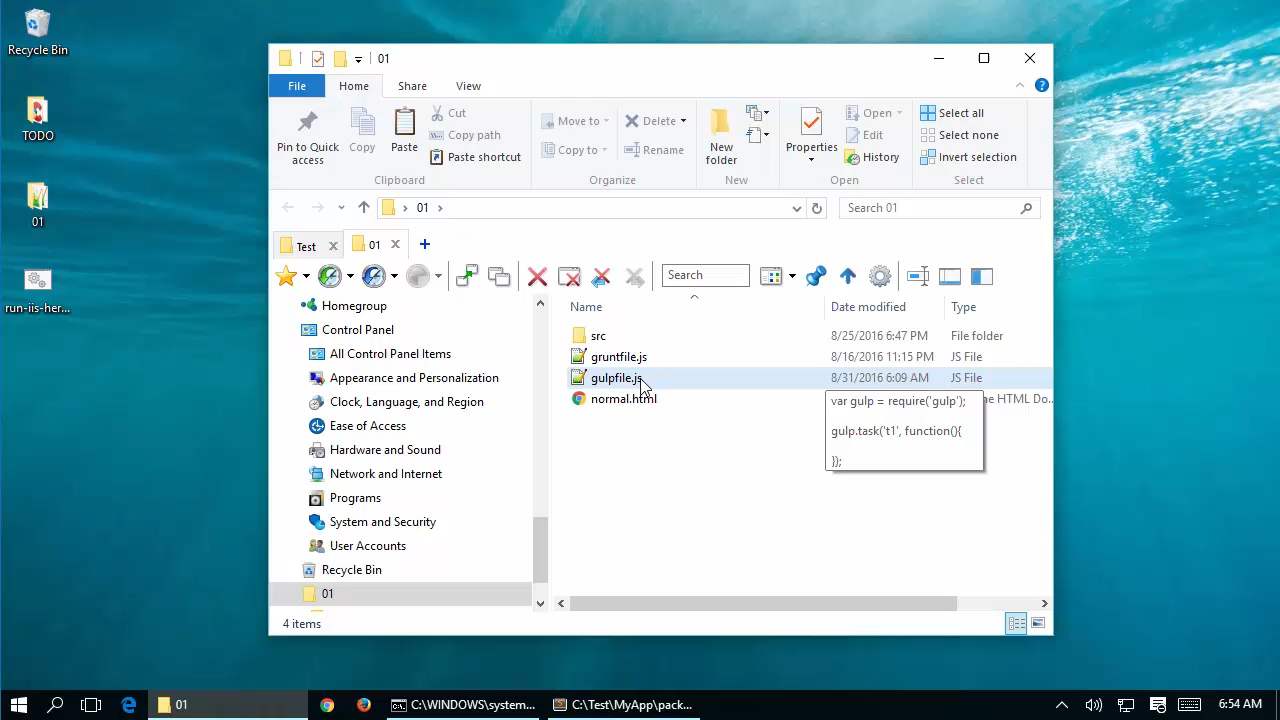 Recycle Bin
TODO
01
run-iis-her...
01
File Home Share View
Pin to Quick access
Copy
Paste
Cut
Copy path
Paste shortcut
Clipboard
Move to
Copy to
Delete
Rename
Organize
New folder
New
Properties
Open
Edit
History
Open
Select all
Select none
Invert selection
Select
01
Search 01
Test
01
Search
Homegroup
Control Panel
All Control Panel Items
Appearance and Personalization
Clock, Language, and Region
Ease of Access
Hardware and Sound
Network and Internet
Programs
System and Security
User Accounts
Recycle Bin
01
Name Date modified Type
src 8/25/2016 6:47 PM File folder
gruntfile.js 8/16/2016 11:15 PM JS File
gulpfile.js 8/31/2016 6:09 AM JS File
normal.html me HTML Do...
var gulp = require('gulp');
gulp.task('t1', function(){
});
4 items
01
C:\WINDOWS\system...
C:\Test\MyApp\pack...
6:54 AM